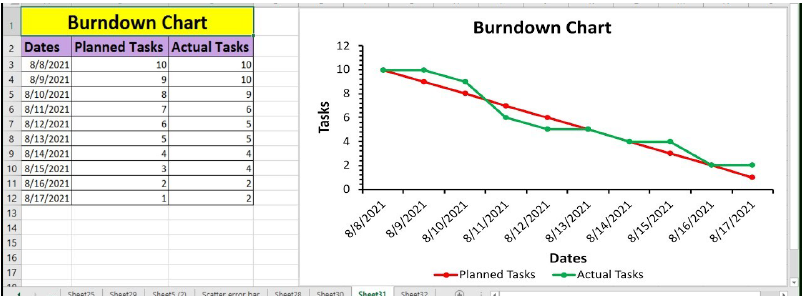 1 Burndown Chart
2 Dates Planned Tasks Actual Tasks
3 8/8/2021 10 10
4 8/9/2021 9 10
5 8/10/2021 8 9
6 8/11/2021 7 6
7 8/12/2021 6 5
8 8/13/2021 5 5
9 8/14/2021 4 4
10 8/15/2021 3 4
11 8/16/2021 2 2
12 8/17/2021 1 2
13
14
15
16
17
Burndown Chart
Tasks
12
10
8
6
4
2
0
8/8/2021 8/9/2021 8/10/2021 8/11/2021 8/12/2021 8/13/2021 8/14/2021 8/15/2021 8/16/2021 8/17/2021
Dates
Planned Tasks Actual Tasks
Sheet25 Sheet29 Sheet5 (2) Scatter error bar Sheet28 Sheet30 Sheet31 Sheet32